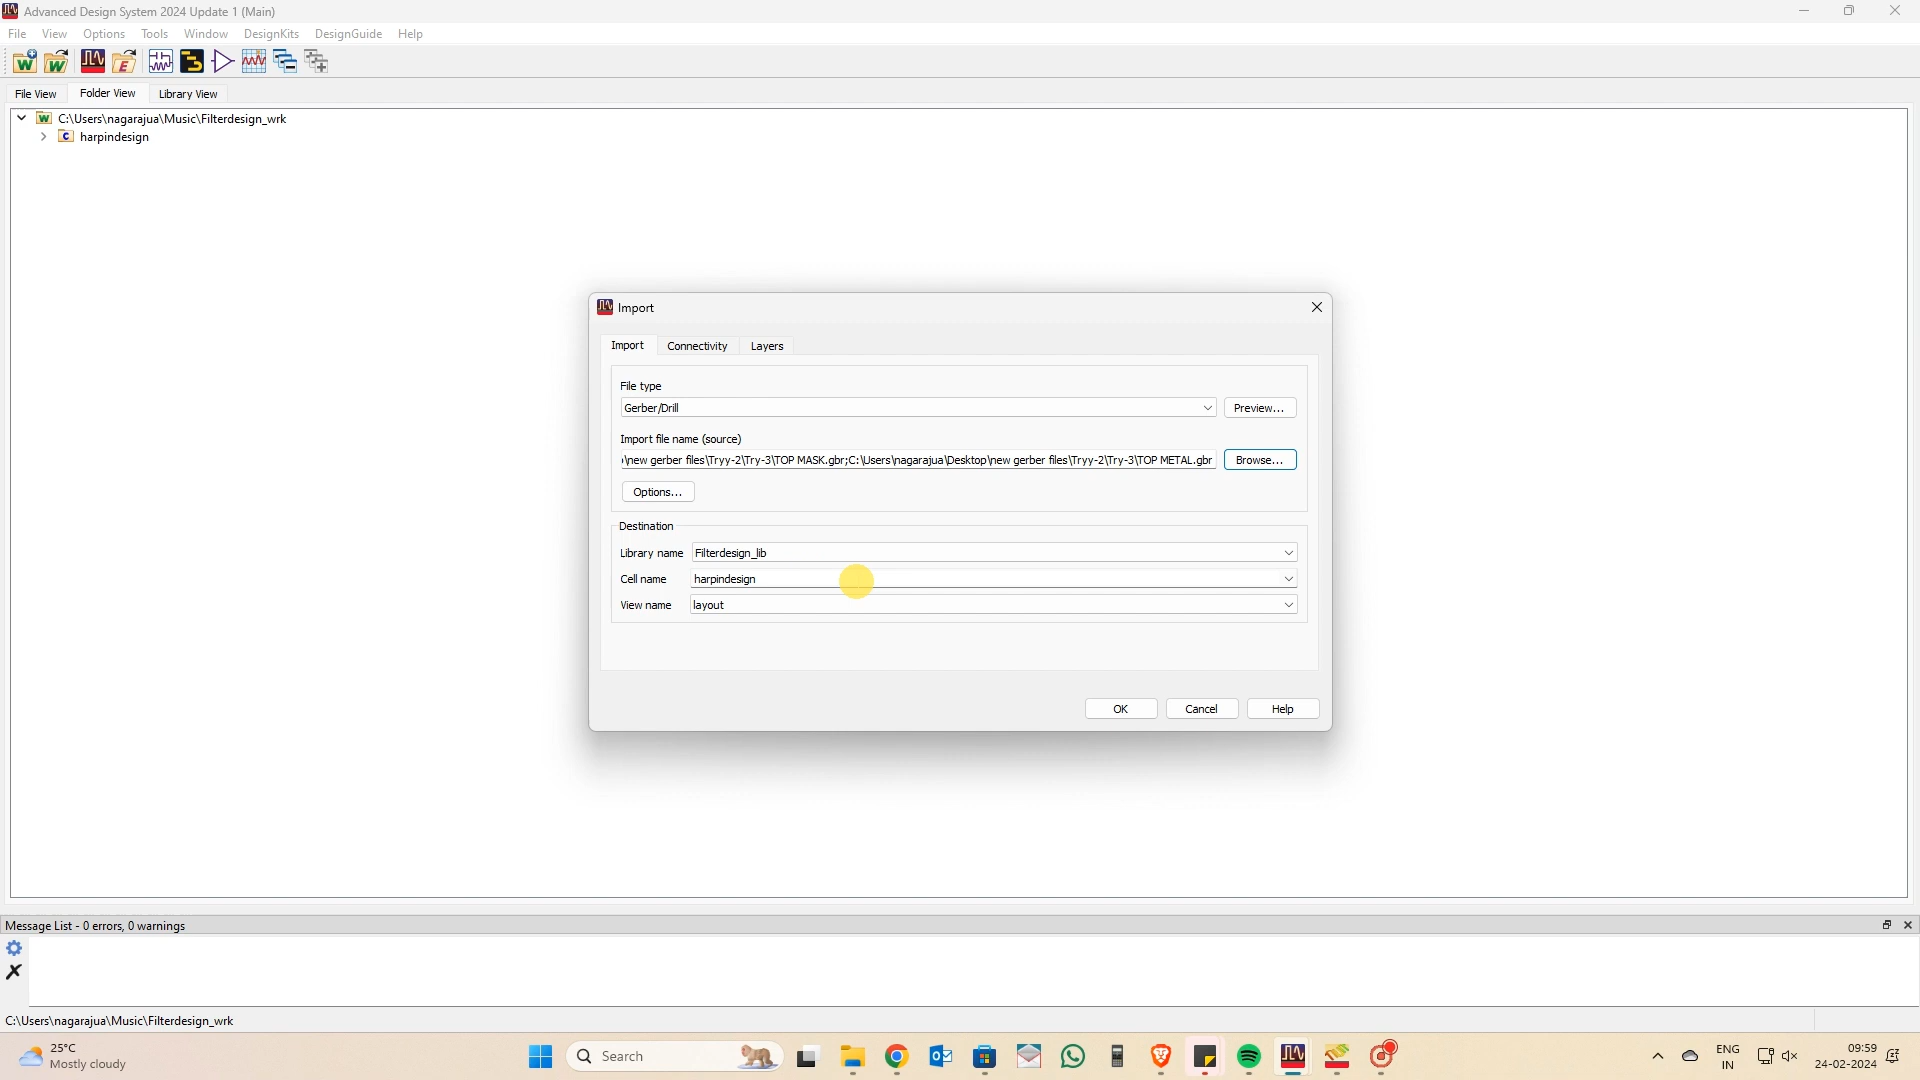 Advanced Design System 2024 Update 1 (Main)
File View Options Tools Window DesignKits DesignGuide Help
File View Folder View Library View
C:\Users\nagarajua\Music\Filterdesign_wrk
harpindesign
Import
Import Connectivity Layers
File type
Gerber/Drill Preview...
Import file name (source)
\new gerber files\Tryy-2\Try-3\TOP MASK.gbr;C:\Users\nagarajua\Desktop\new gerber files\Tryy-2\Try-3\TOP METAL.gbr Browse...
Options...
Destination
Library name Filterdesign_lib
Cell name harpindesign
View name layout
OK Cancel Help
Message List - 0 errors, 0 warnings
C:\Users\nagarajua\Music\Filterdesign_wrk
25°C
Mostly cloudy
Search
ENG
IN
09:59
24-02-2024